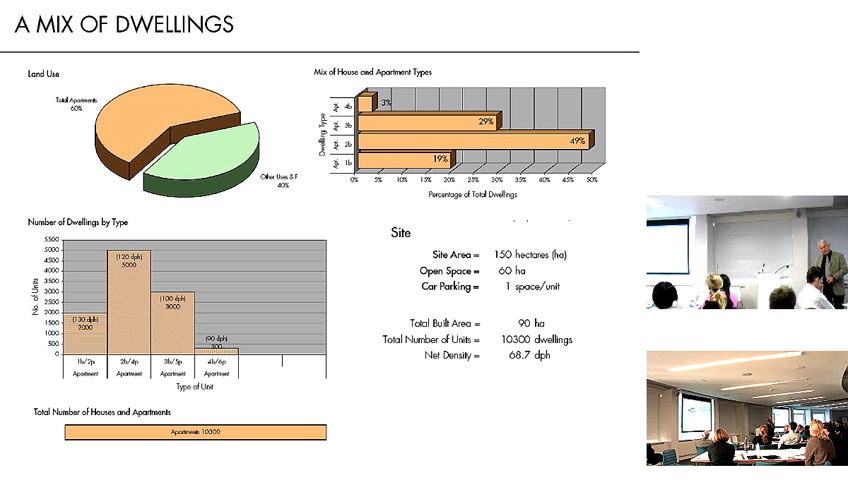 A MIX OF DWELLINGS
Land Use
Total Apartments
60%
Other Uses & F
40%
Mix of House and Apartment Types
Dwelling Type
Apt. 4b
Apt. 3b
Apt. 2b
Apt. 1b
3%
29%
49%
19%
0% 5% 10% 15% 20% 25% 30% 35% 40% 45% 50%
Percentage of Total Dwellings
Number of Dwellings by Type
No. of Units
5500
5000
4500
4000
3500
3000
2500
2000
1500
1000
500
0
(130 dph)
2000
(120 dph)
5000
(100 dph)
3000
(90 dph)
300
1b/2p 2b/4p 3b/5p 4b/6p
Apartment Apartment Apartment Apartment
Type of Unit
Site
Site Area = 150 hectares (ha)
Open Space = 60 ha
Car Parking = 1 space/unit
Total Built Area = 90 ha
Total Number of Units = 10300 dwellings
Net Density = 68.7 dph
Total Number of Houses and Apartments
Apartments 10300